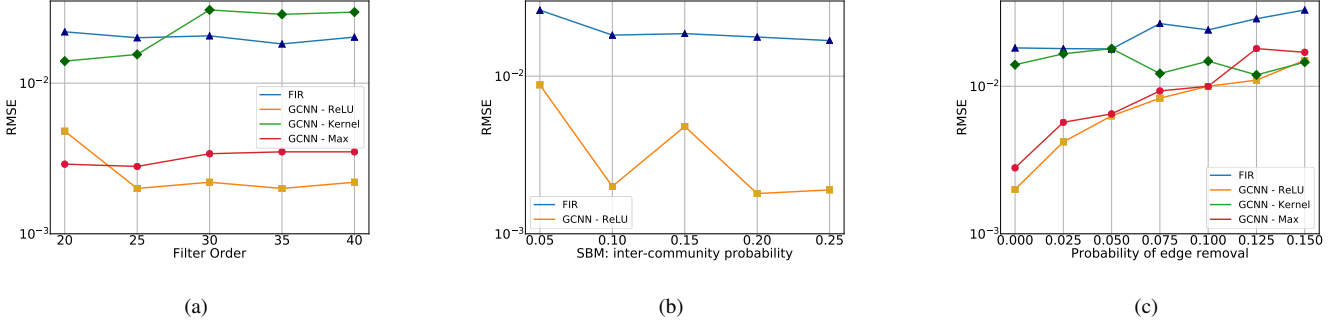 RMSE
10⁻²
10⁻³
FIR
GCNN - ReLU
GCNN - Kernel
GCNN - Max
20 25 30 35 40
Filter Order
(a)
RMSE
10⁻²
10⁻³
FIR
GCNN - ReLU
0.05 0.10 0.15 0.20 0.25
SBM: inter-community probability
(b)
RMSE
10⁻²
10⁻³
FIR
GCNN - ReLU
GCNN - Kernel
GCNN - Max
0.000 0.025 0.050 0.075 0.100 0.125 0.150
Probability of edge removal
(c)